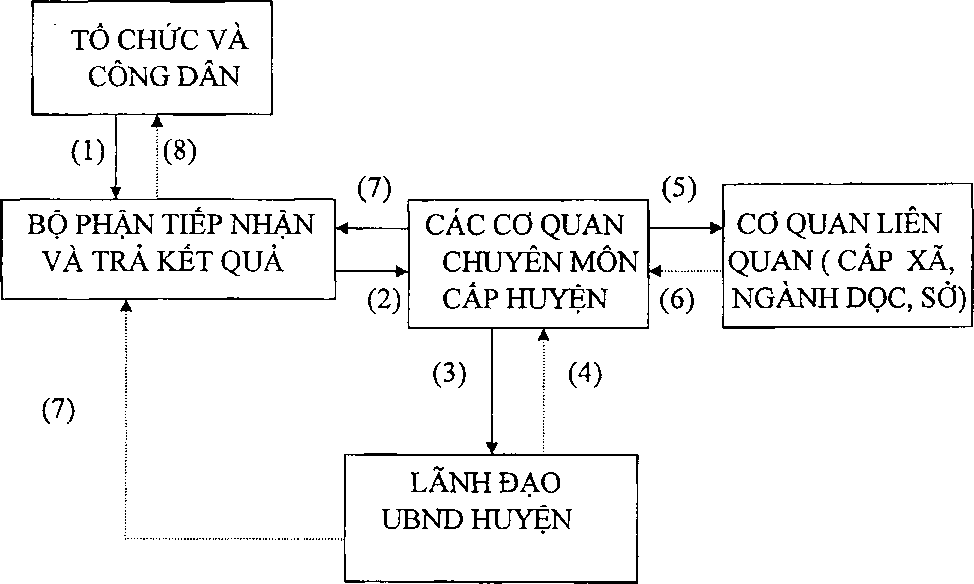 TỔ CHỨC VÀ
CÔNG DÂN
(1)
(8)
BỘ PHẬN TIẾP NHẬN
VÀ TRẢ KẾT QUẢ
(7)
(2)
CÁC CƠ QUAN
CHUYÊN MÔN
CẤP HUYỆN
(5)
(6)
CƠ QUAN LIÊN
QUAN ( CẤP XÃ,
NGÀNH DỌC, SỞ)
(3)
(4)
(7)
LÃNH ĐẠO
UBND HUYỆN